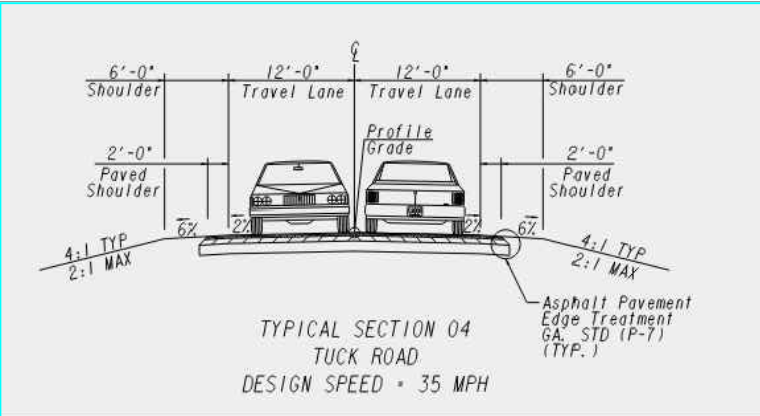 ℄
6'-0"
Shoulder
12'-0"
Travel Lane
12'-0"
Travel Lane
6'-0"
Shoulder
Profile
Grade
2'-0"
Paved
Shoulder
2'-0"
Paved
Shoulder
6%
2%
2%
6%
4:1 TYP
2:1 MAX
4:1 TYP
2:1 MAX
Asphalt Pavement
Edge Treatment
GA. STD (P-7)
(TYP.)
TYPICAL SECTION 04
TUCK ROAD
DESIGN SPEED = 35 MPH